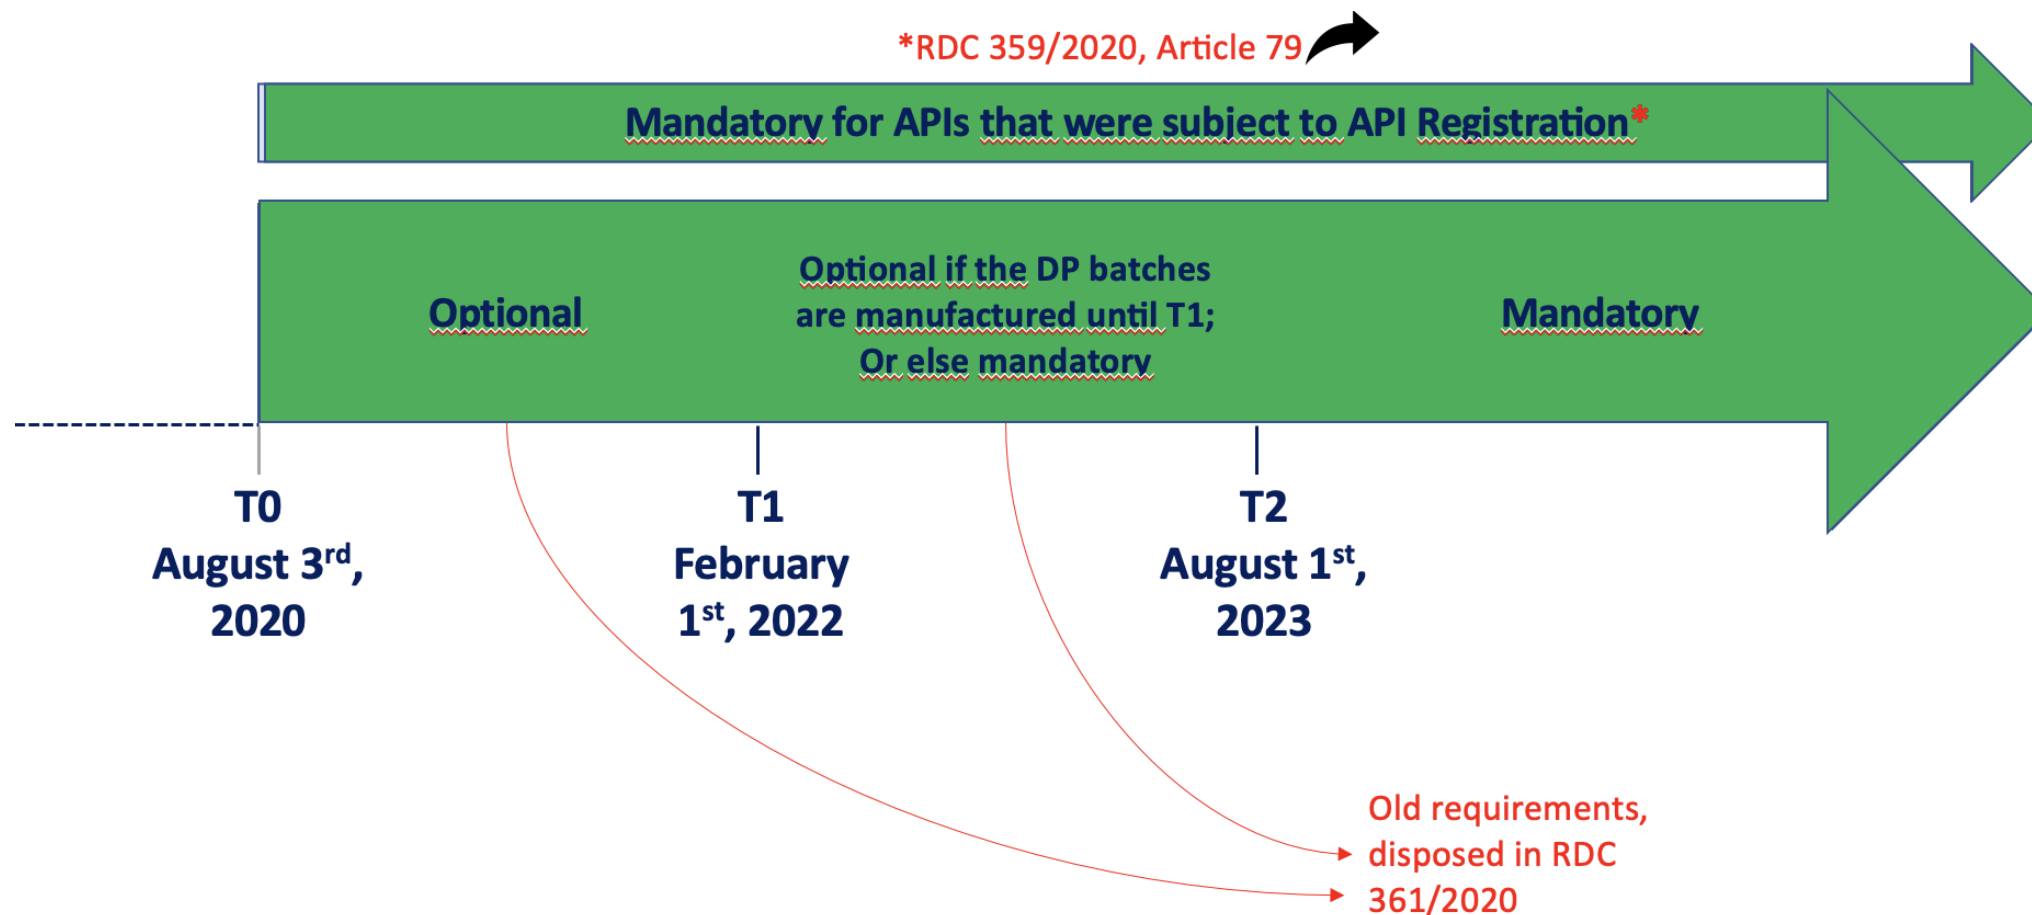 *RDC 359/2020, Article 79
Mandatory for APIs that were subject to API Registration*
Optional
Optional if the DP batches
are manufactured until T1;
Or else mandatory
Mandatory
T0
August 3rd,
2020
T1
February
1st, 2022
T2
August 1st,
2023
Old requirements,
disposed in RDC
361/2020